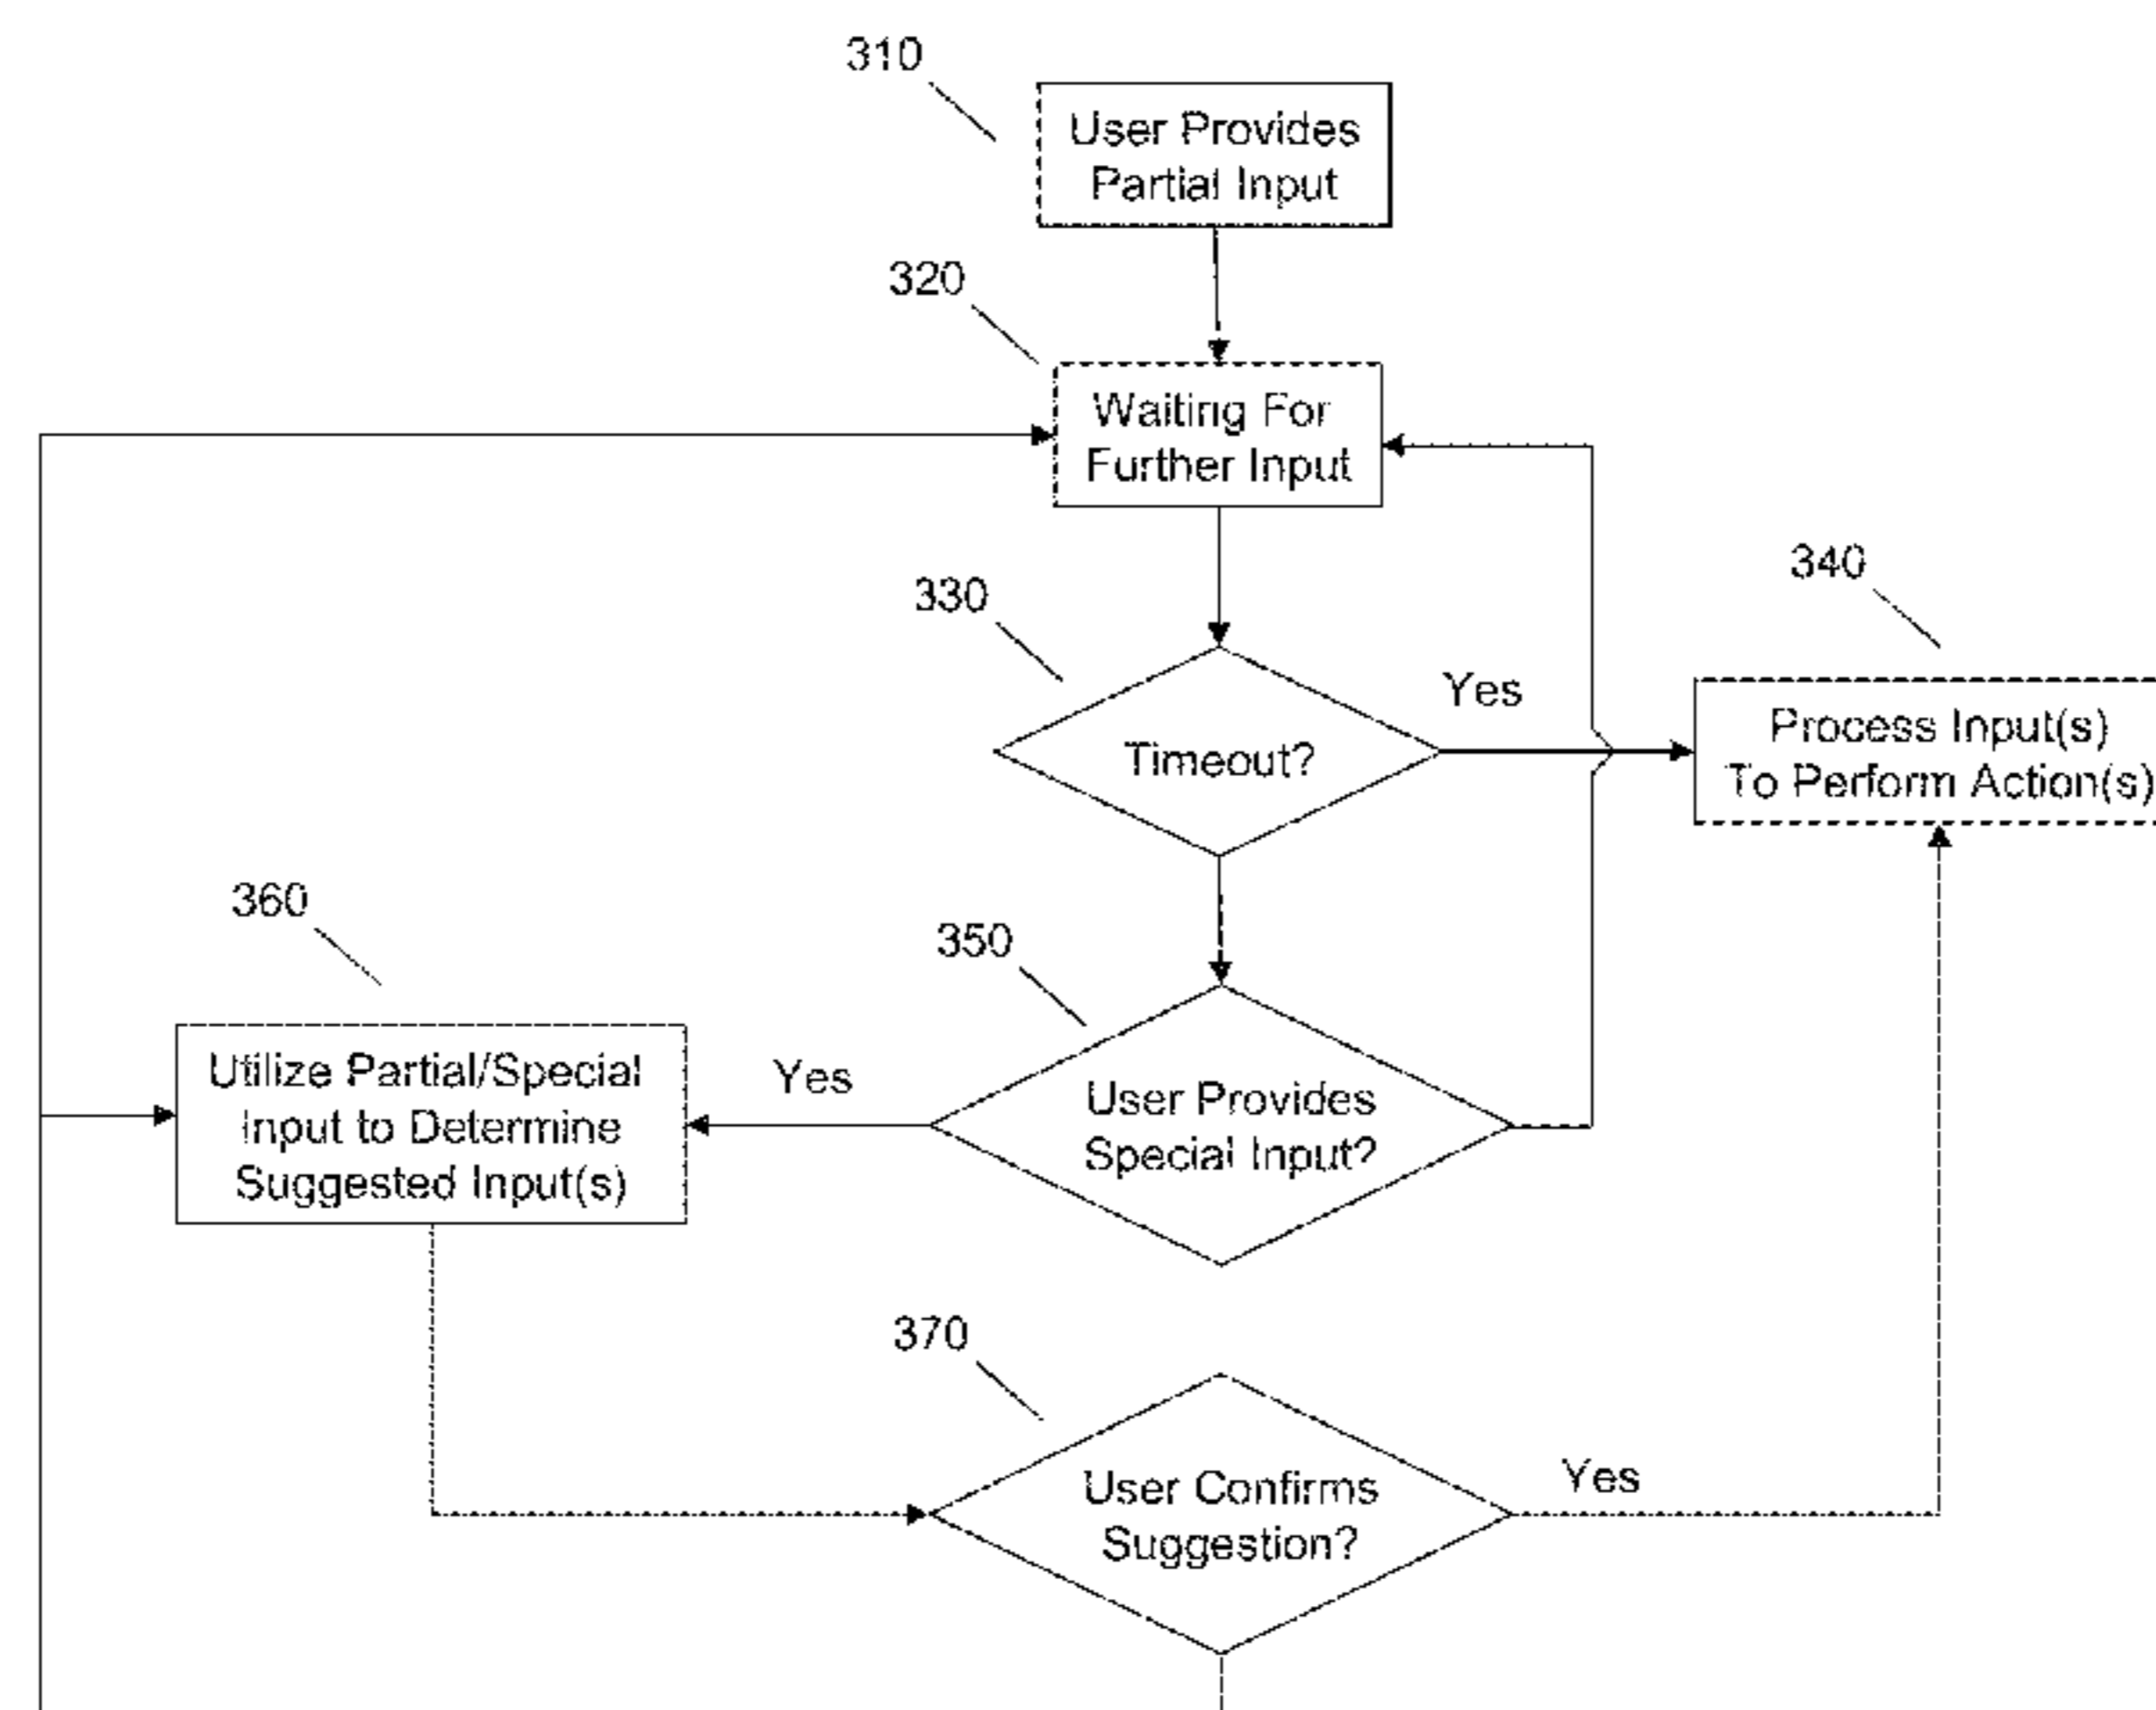 310
User Provides
Partial Input
320
Waiting For
Further Input
330
Timeout?
Yes
340
Process Input(s)
To Perform Action(s)
350
User Provides
Special Input?
Yes
360
Utilize Partial/Special
Input to Determine
Suggested Input(s)
370
User Confirms
Suggestion?
Yes